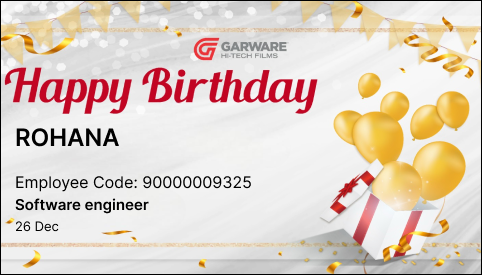 GARWARE
HI-TECH FILMS
Happy Birthday
ROHANA
Employee Code: 90000009325
Software engineer
26 Dec